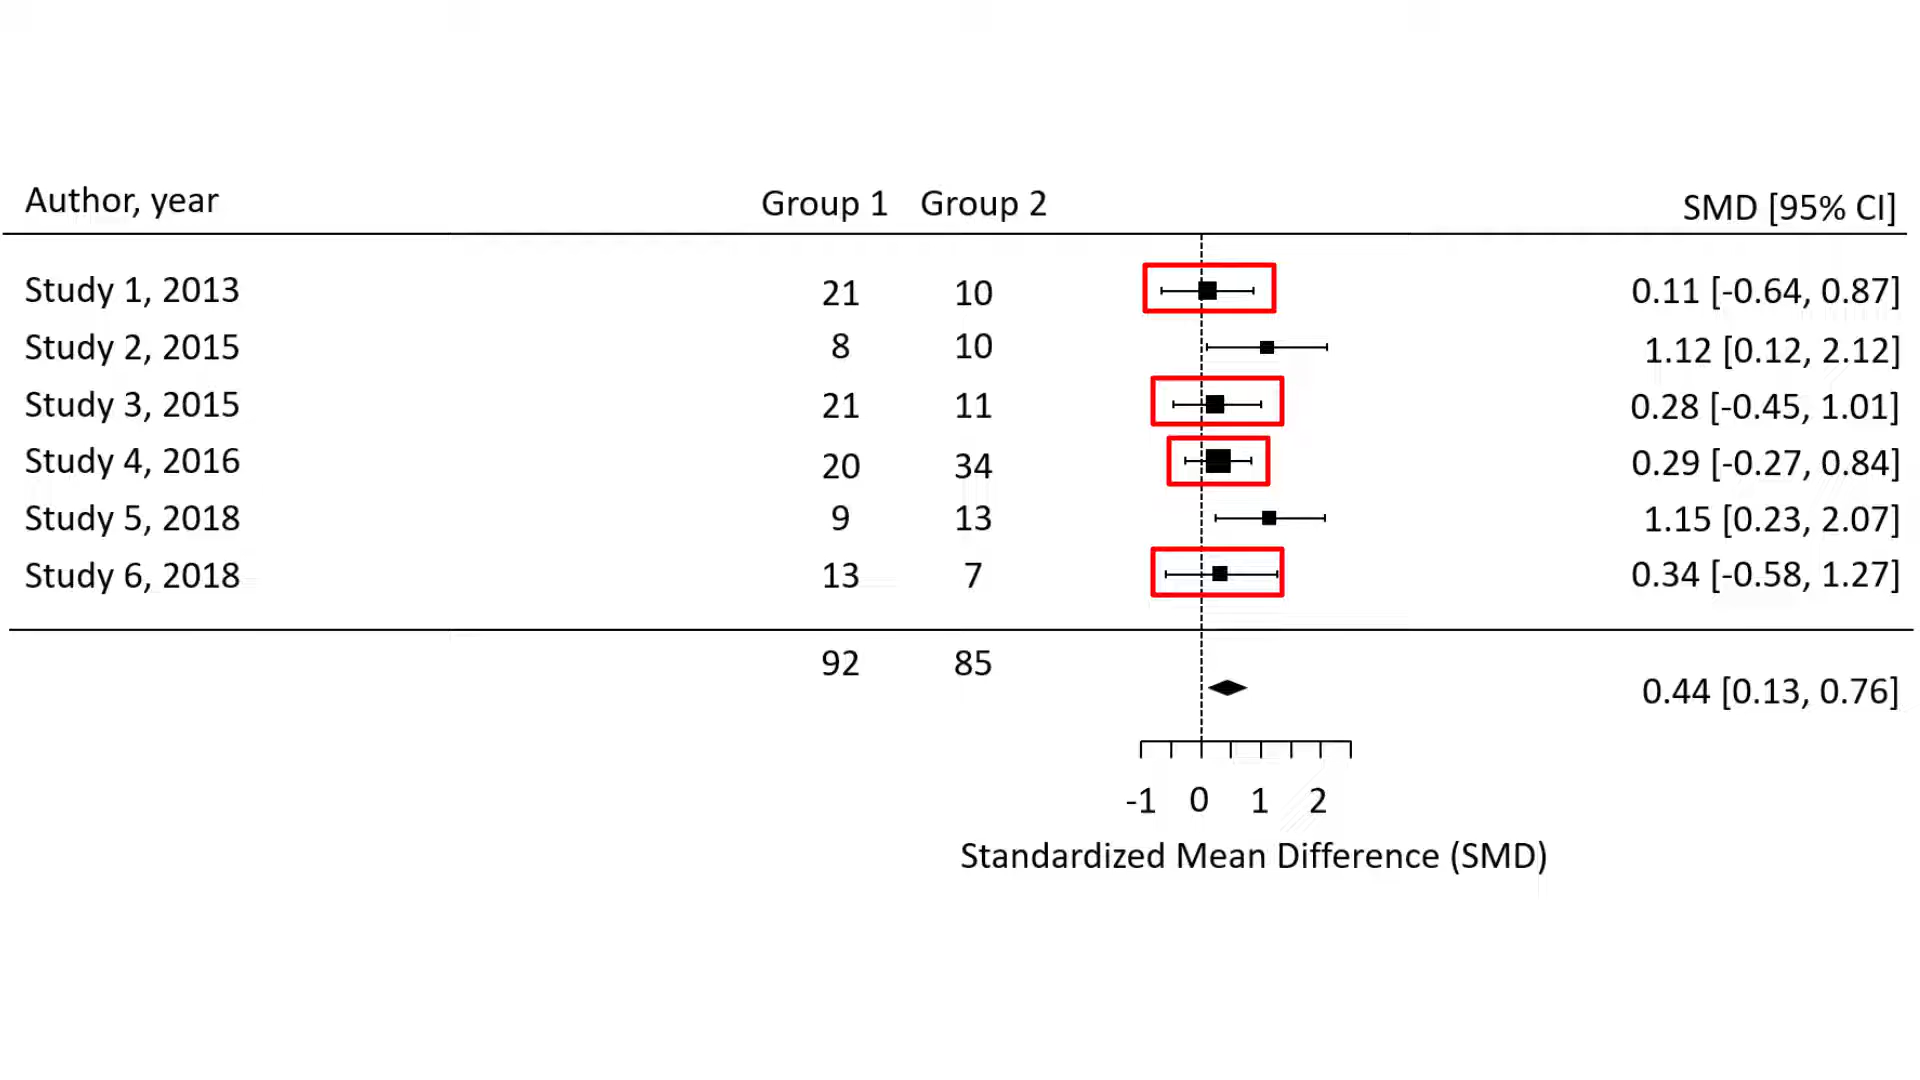 Author, year Group 1 Group 2 SMD [95% CI]
Study 1, 2013 21 10 0.11 [-0.64, 0.87]
Study 2, 2015 8 10 1.12 [0.12, 2.12]
Study 3, 2015 21 11 0.28 [-0.45, 1.01]
Study 4, 2016 20 34 0.29 [-0.27, 0.84]
Study 5, 2018 9 13 1.15 [0.23, 2.07]
Study 6, 2018 13 7 0.34 [-0.58, 1.27]
92 85
0.44 [0.13, 0.76]
-1 0 1 2
Standardized Mean Difference (SMD)